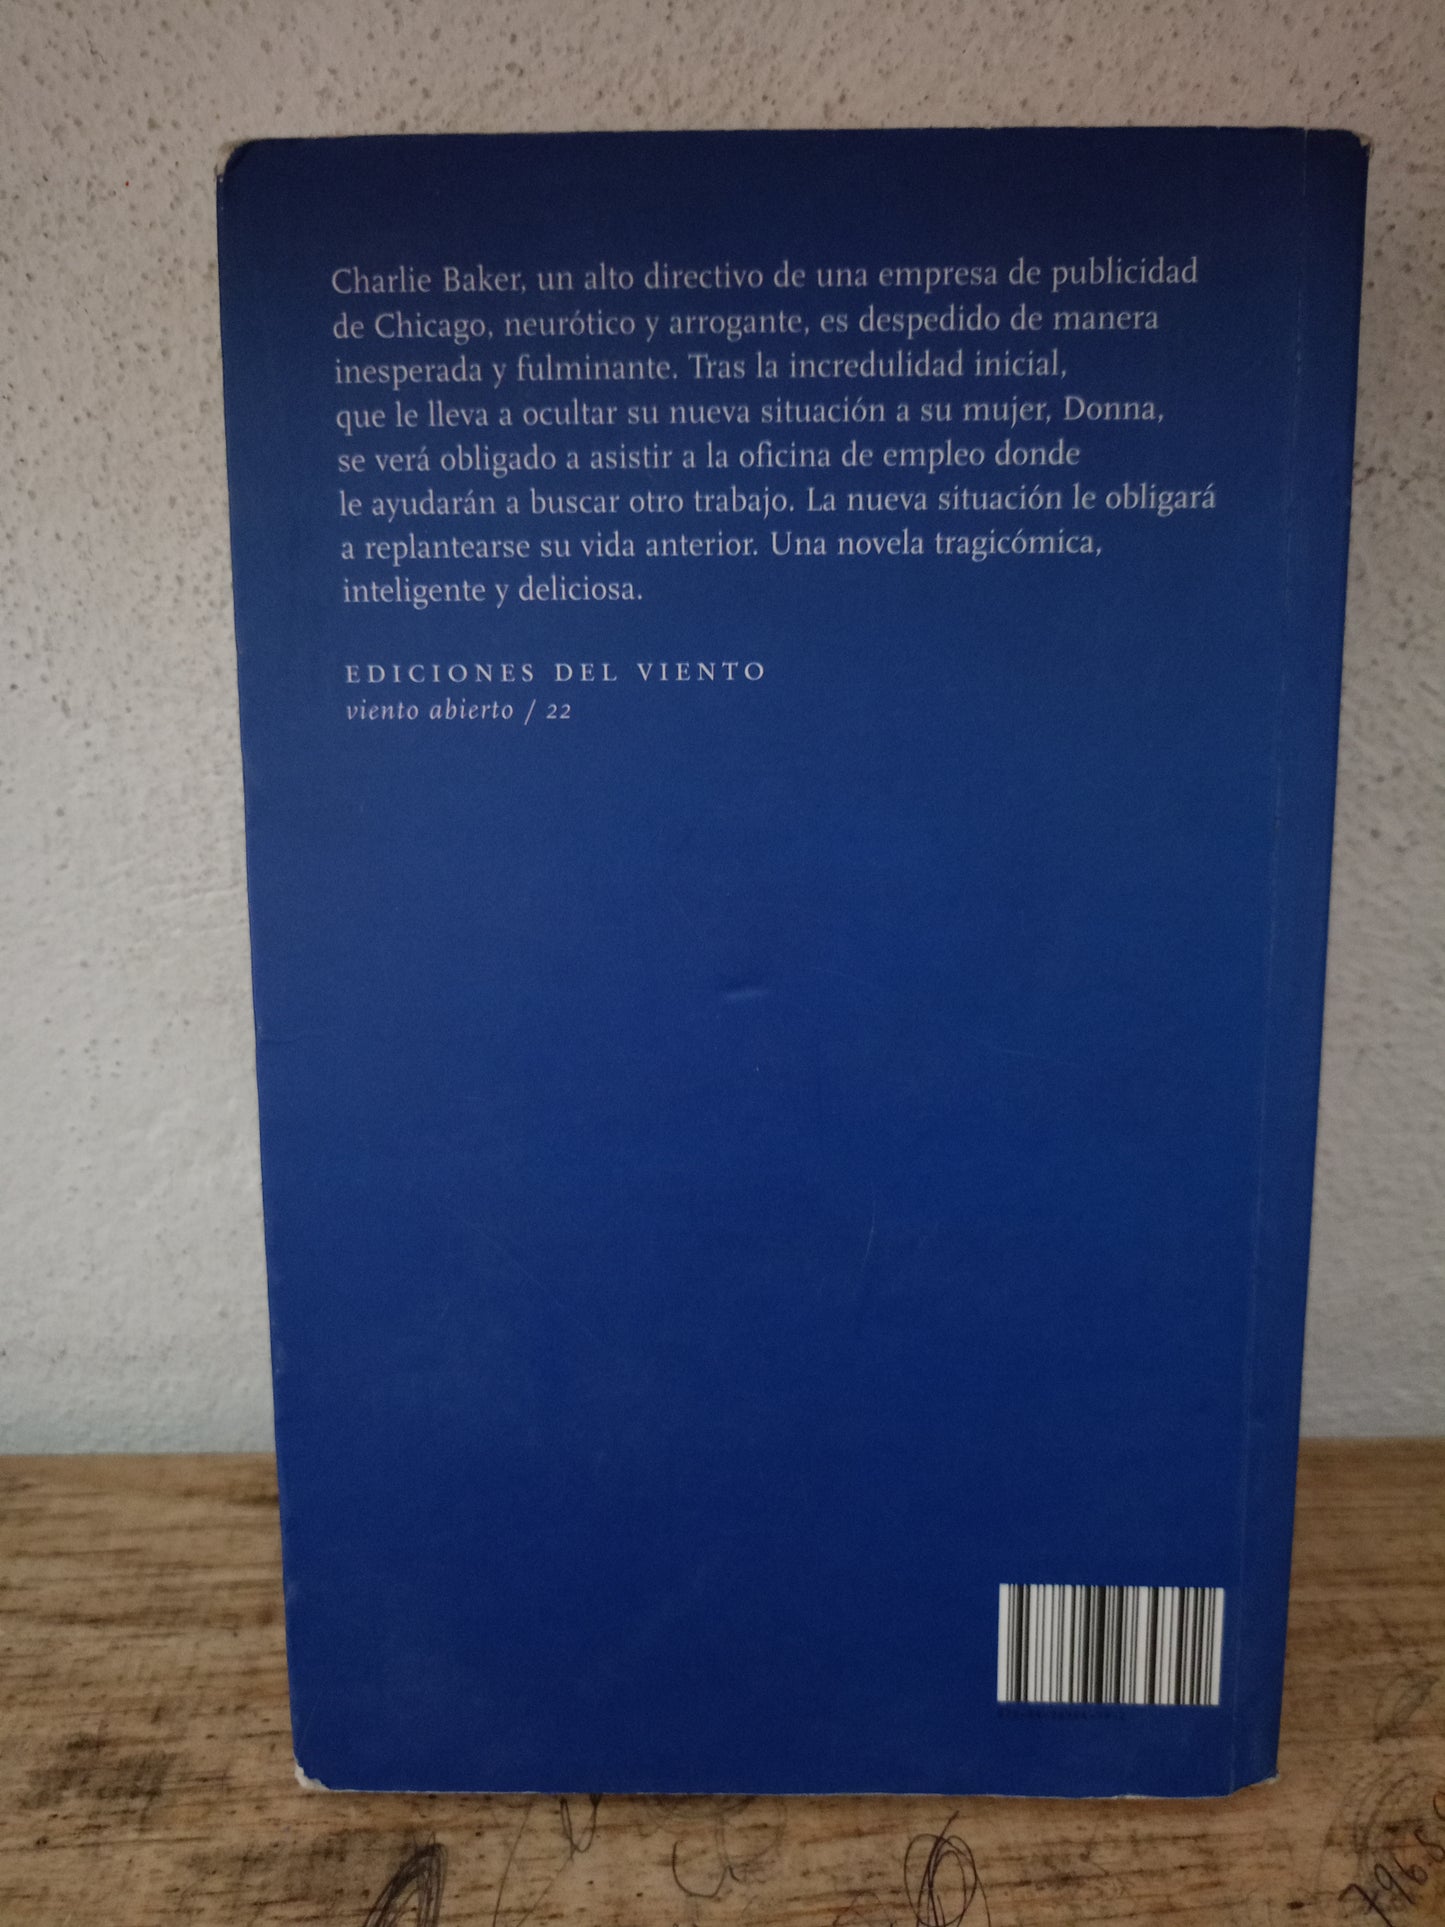 Charlie Baker, un alto directivo de una empresa de publicidad
de Chicago, neurótico y arrogante, es despedido de manera
inesperada y fulminante. Tras la incredulidad inicial,
que le lleva a ocultar su nueva situación a su mujer, Donna,
se verá obligado a asistir a la oficina de empleo donde
le ayudarán a buscar otro trabajo. La nueva situación le obligará
a replantearse su vida anterior. Una novela tragicómica,
inteligente y deliciosa.
EDICIONES DEL VIENTO
viento abierto / 22